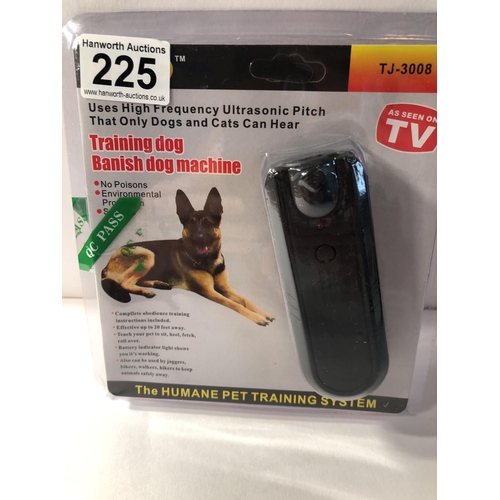 Hanworth Auctions
225
www.hanworth-auctions.co.uk
TM
TJ-3008
Uses High Frequency Ultrasonic Pitch
That Only Dogs and Cats Can Hear
AS SEEN ON
TV
Training dog
Banish dog machine
•No Poisons
•Environmental
QC PASS
•Complete obedience training
instructions included.
•Effective up to 20 feet away.
•Teach your pet to sit, heel, fetch,
roll over.
•Battery indicator light shows
you it's working.
•Also can be used by joggers,
bikers, walkers, hikers to keep
animals safely away.
The HUMANE PET TRAINING SYSTEM